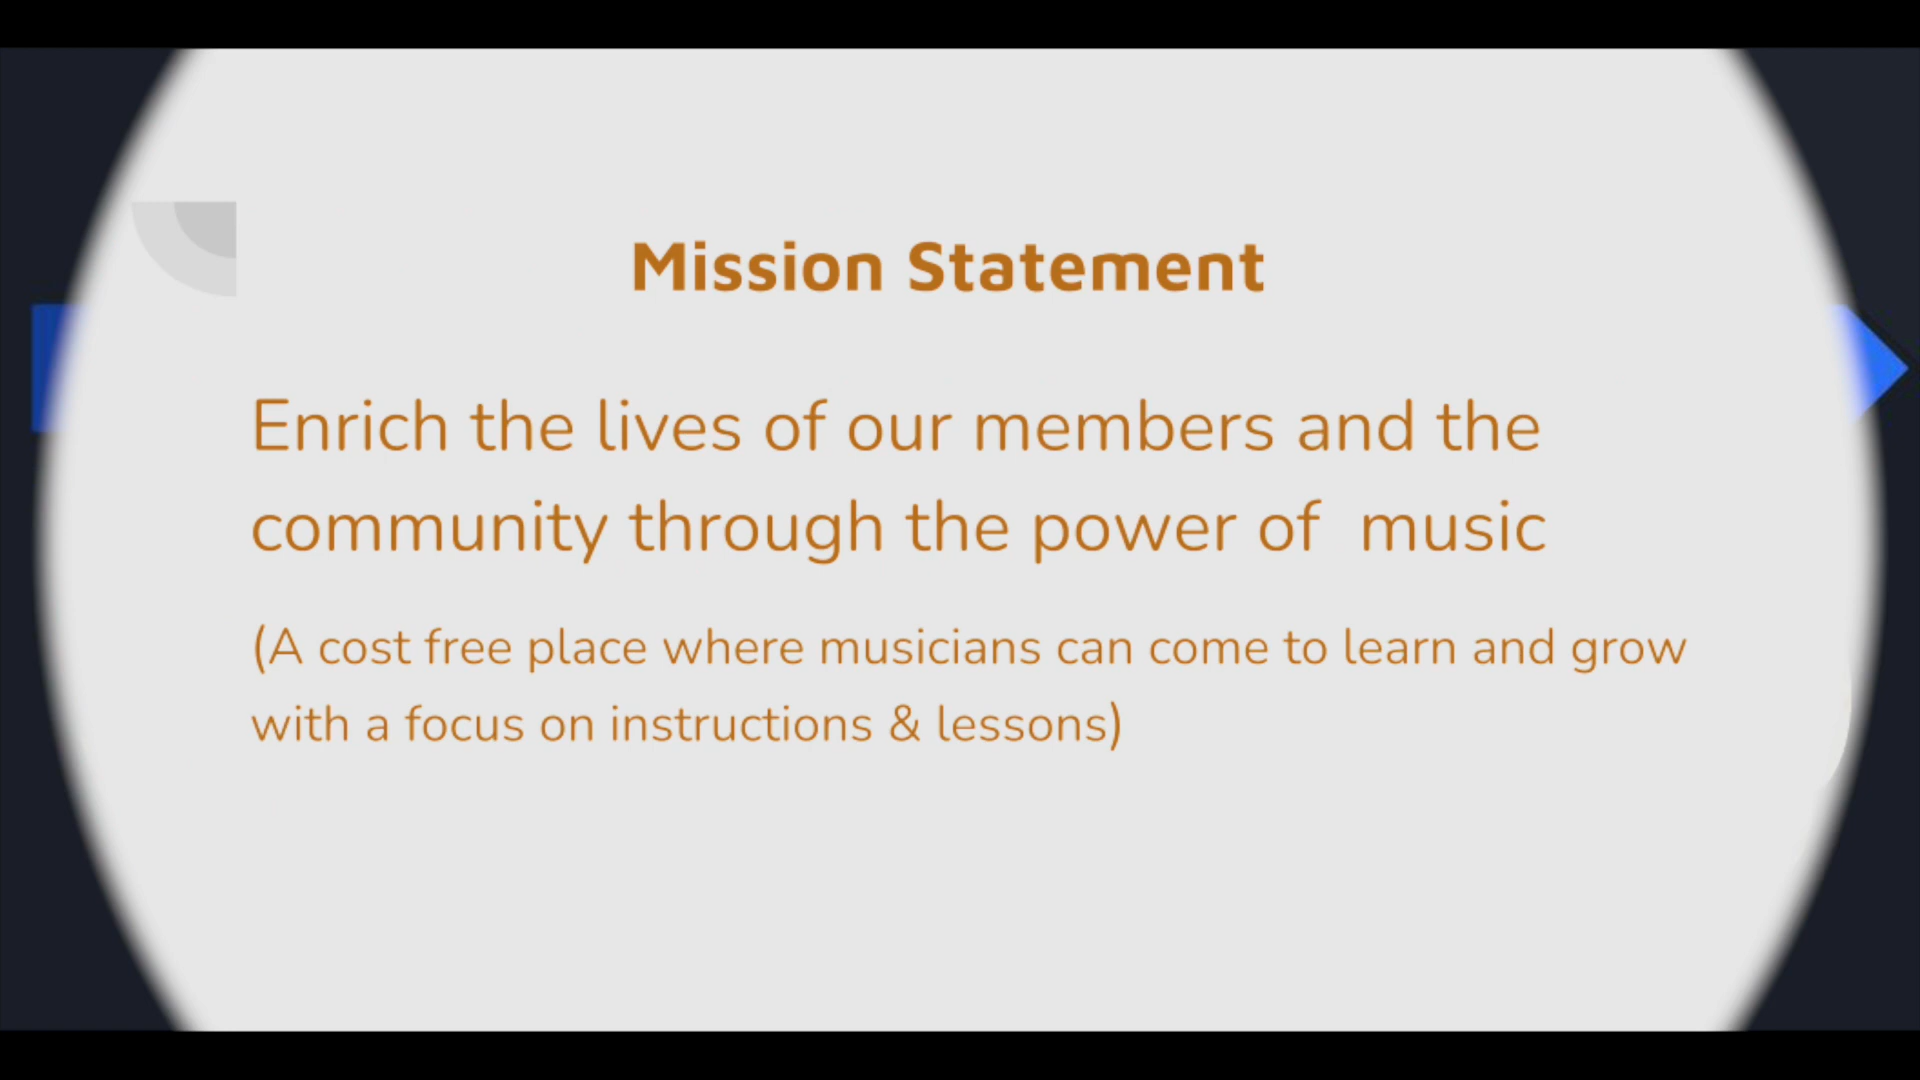 Mission Statement
Enrich the lives of our members and the
community through the power of  music
(A cost free place where musicians can come to learn and grow
with a focus on instructions & lessons)